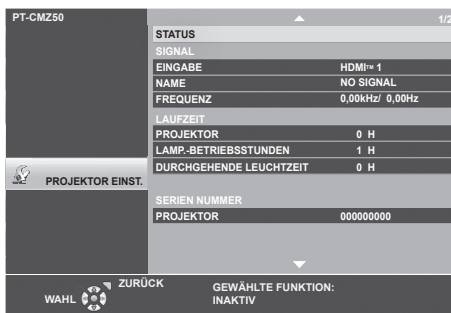 PT-CMZ50
1/2
STATUS
SIGNAL
EINGABE HDMI™ 1
NAME NO SIGNAL
FREQUENZ 0,00kHz/ 0,00Hz
LAUFZEIT
PROJEKTOR 0 H
LAMP.-BETRIEBSSTUNDEN 1 H
DURCHGEHENDE LEUCHTZEIT 0 H
PROJEKTOR EINST.
SERIEN NUMMER
PROJEKTOR 000000000
ZURÜCK
WAHL
GEWÄHLTE FUNKTION:
INAKTIV